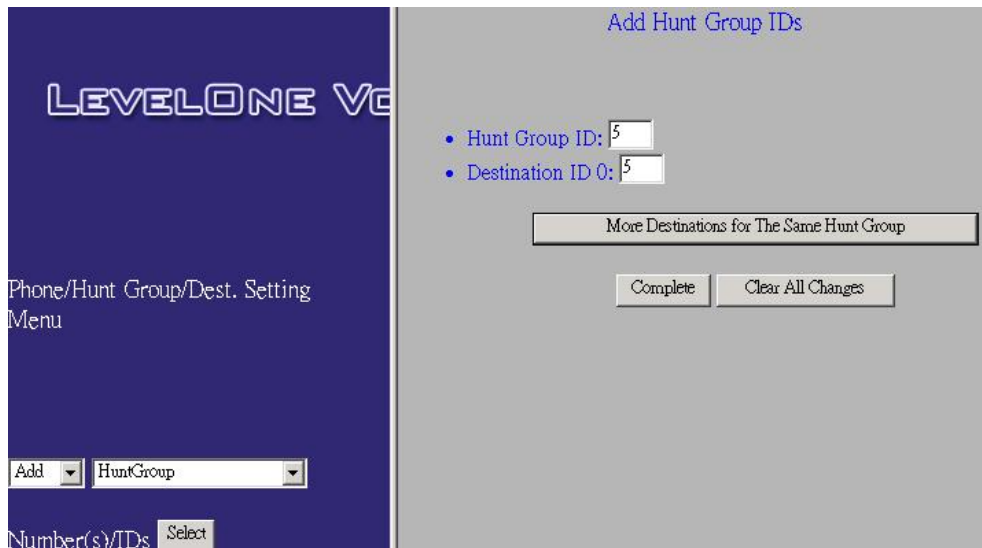 LEVELONE
Phone/Hunt Group/Dest. Setting
Menu
Add HuntGroup
Number(s)/IDs Select
Add Hunt Group IDs
• Hunt Group ID: 5
• Destination ID 0: 5
More Destinations for The Same Hunt Group
Complete Clear All Changes